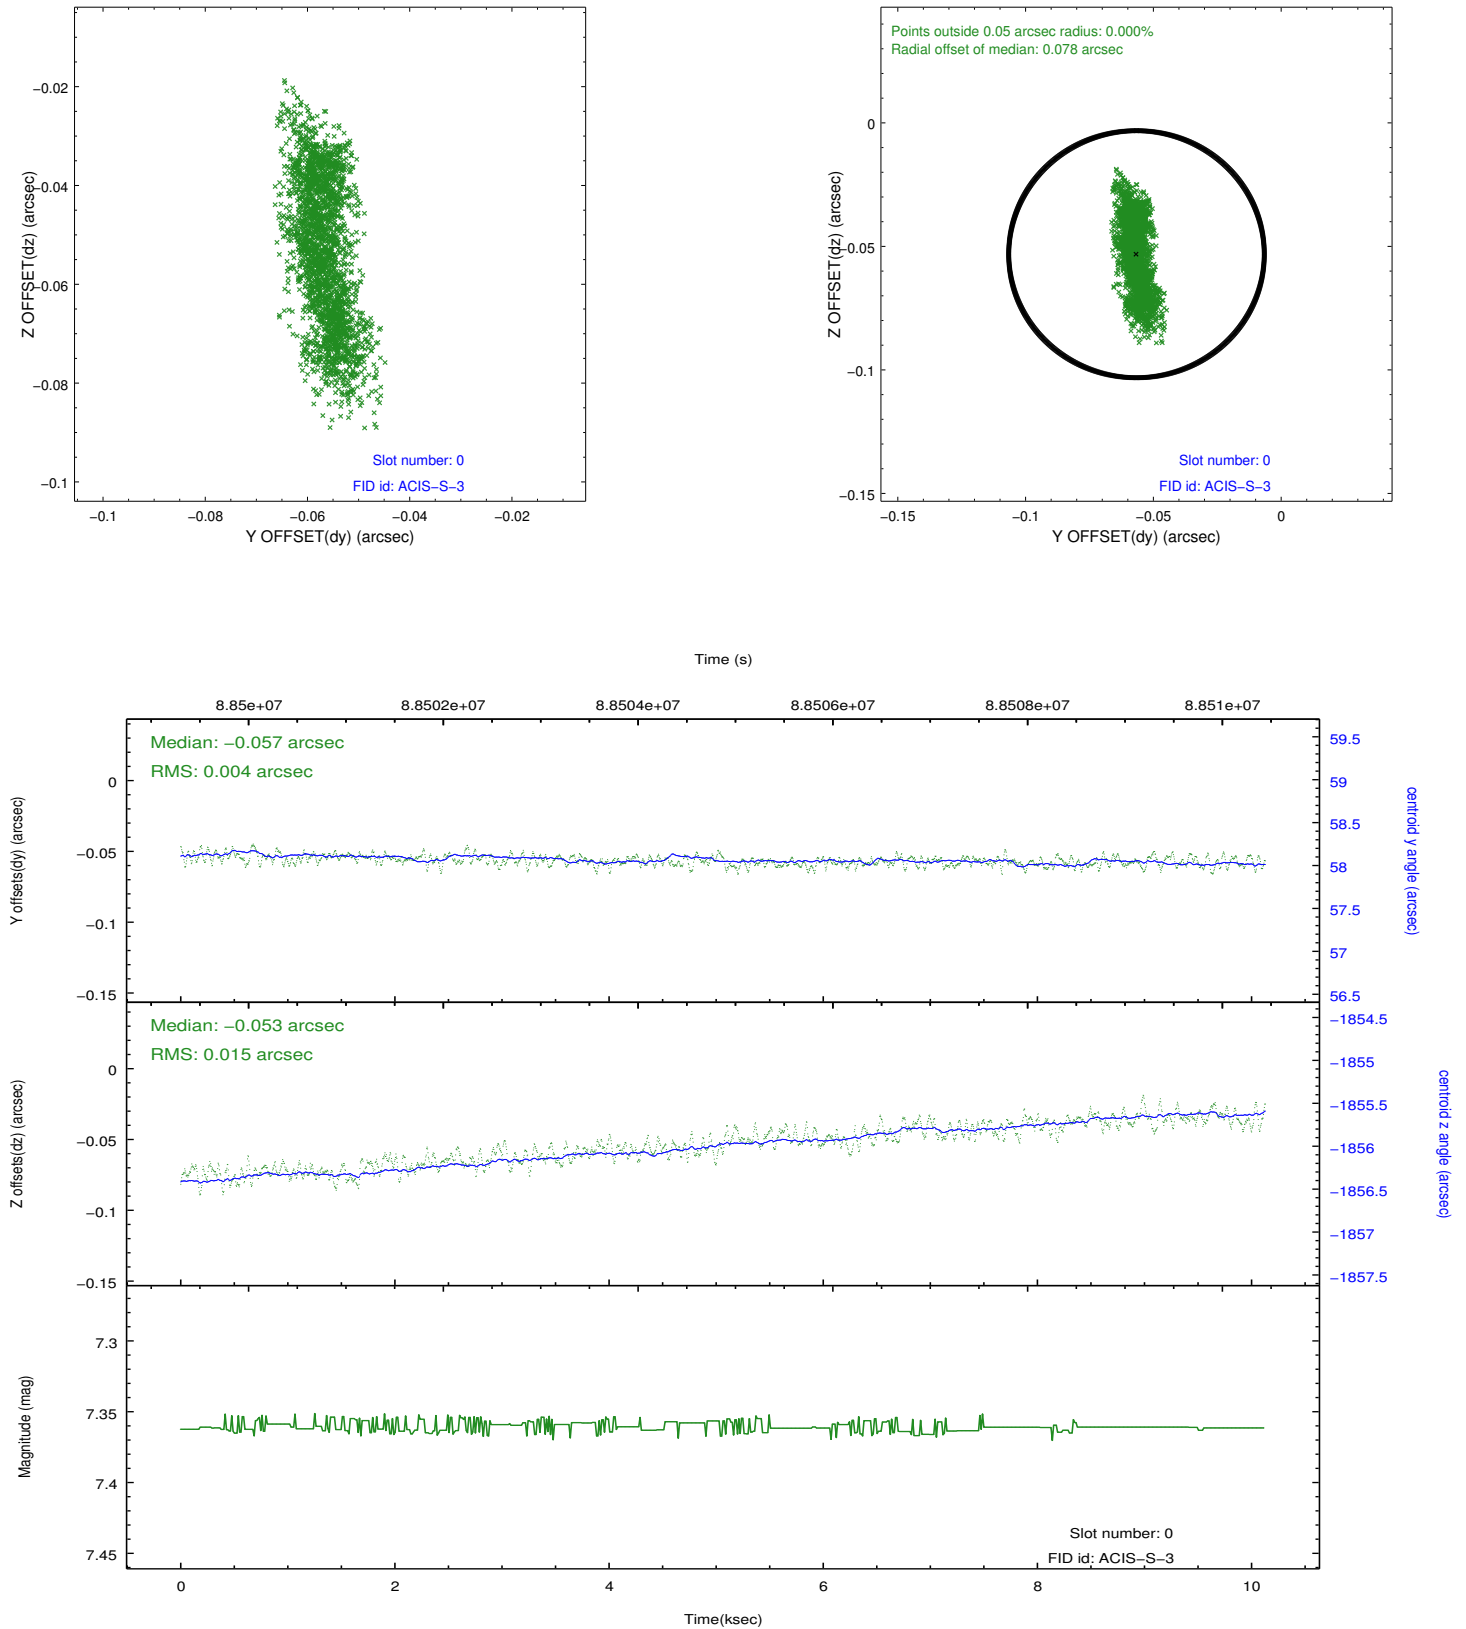 −0.02
−0.04
−0.06
−0.08
−0.1
Z OFFSET(dz) (arcsec)
Slot number: 0
FID id: ACIS−S−3
−0.1
−0.08
−0.06
−0.04
−0.02
Y OFFSET(dy) (arcsec)
Points outside 0.05 arcsec radius: 0.000%
Radial offset of median: 0.078 arcsec
0
−0.05
−0.1
−0.15
Z OFFSET(dz) (arcsec)
Slot number: 0
FID id: ACIS−S−3
−0.15
−0.1
−0.05
0
Y OFFSET(dy) (arcsec)
Time (s)
8.85e+07
8.8502e+07
8.8504e+07
8.8506e+07
8.8508e+07
8.851e+07
Median: −0.057 arcsec
RMS: 0.004 arcsec
0
−0.05
−0.1
−0.15
Y offsets(dy) (arcsec)
59.5
59
58.5
58
57.5
57
56.5
centroid y angle (arcsec)
Median: −0.053 arcsec
RMS: 0.015 arcsec
0
−0.05
−0.1
−0.15
Z offsets(dz) (arcsec)
−1854.5
−1855
−1855.5
−1856
−1856.5
−1857
−1857.5
centroid z angle (arcsec)
7.3
7.35
7.4
7.45
Magnitude (mag)
Slot number: 0
FID id: ACIS−S−3
0
2
4
6
8
10
Time(ksec)